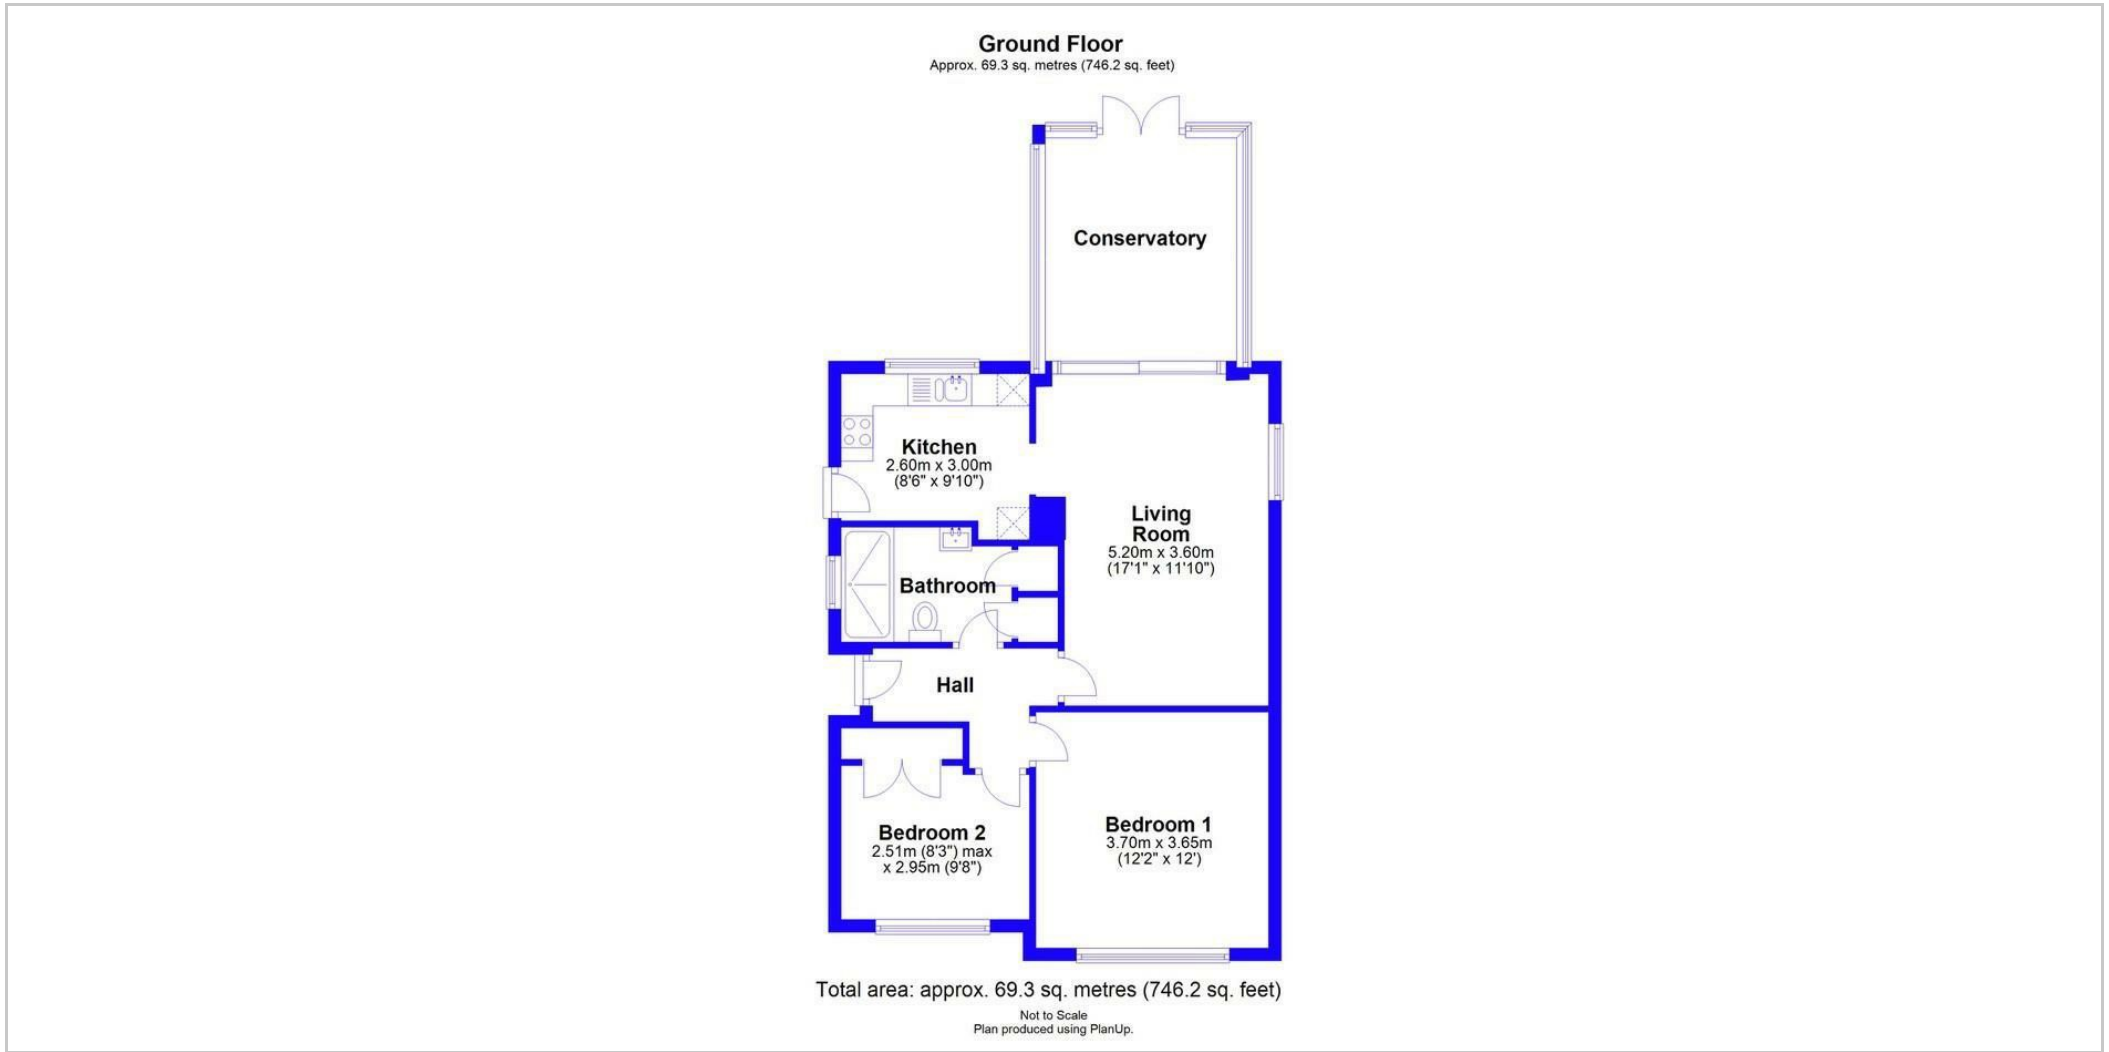 Ground Floor
Approx. 69.3 sq. metres (746.2 sq. feet)
Conservatory
Kitchen
2.60m x 3.00m
(8'6" x 9'10")
Living
Room
5.20m x 3.60m
(17'1" x 11'10")
Bathroom
Hall
Bedroom 2
2.51m (8'3") max
x 2.95m (9'8")
Bedroom 1
3.70m x 3.65m
(12'2" x 12')
Total area: approx. 69.3 sq. metres (746.2 sq. feet)
Not to Scale
Plan produced using PlanUp.